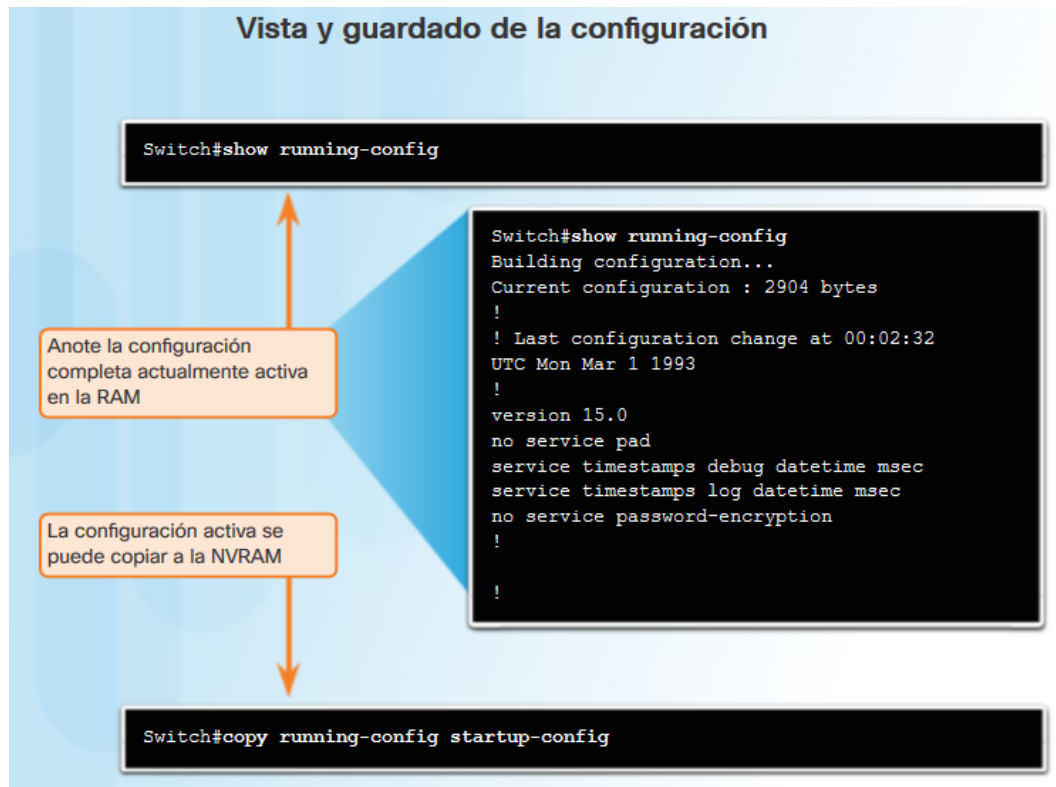 Vista y guardado de la configuración
Switch#show running-config
Switch#show running-config
Building configuration...
Current configuration : 2904 bytes
!
! Last configuration change at 00:02:32
UTC Mon Mar 1 1993
!
version 15.0
no service pad
service timestamps debug datetime msec
service timestamps log datetime msec
no service password-encryption
!
!
Anote la configuración
completa actualmente activa
en la RAM
La configuración activa se
puede copiar a la NVRAM
Switch#copy running-config startup-config